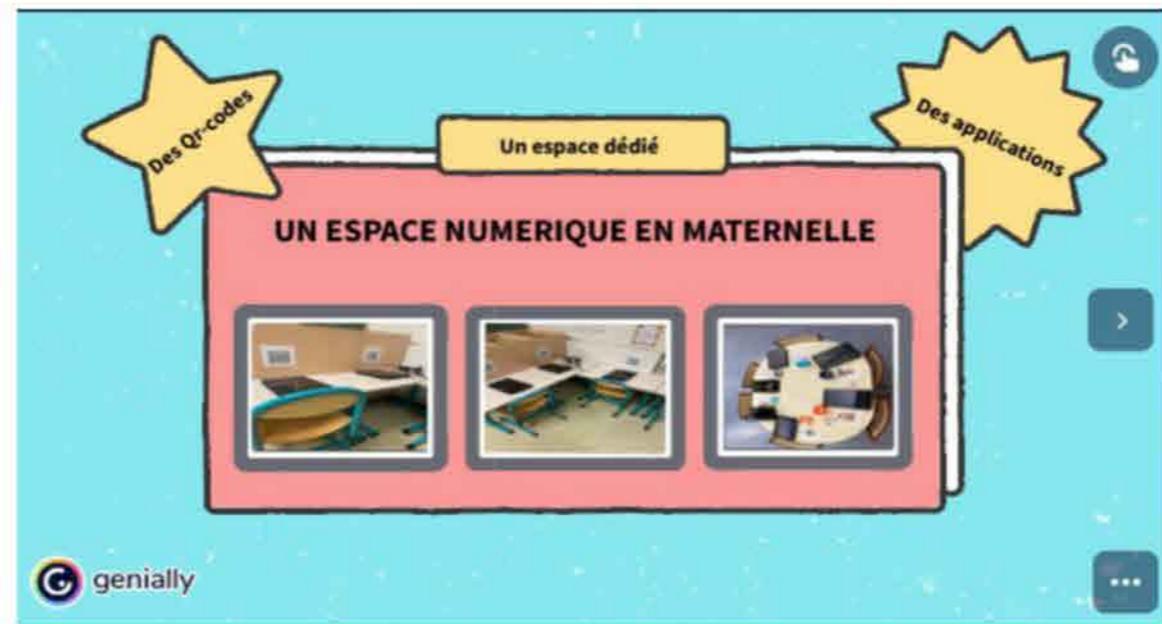 Des Qr-codes
Un espace dédié
Des applications
UN ESPACE NUMERIQUE EN MATERNELLE
genially